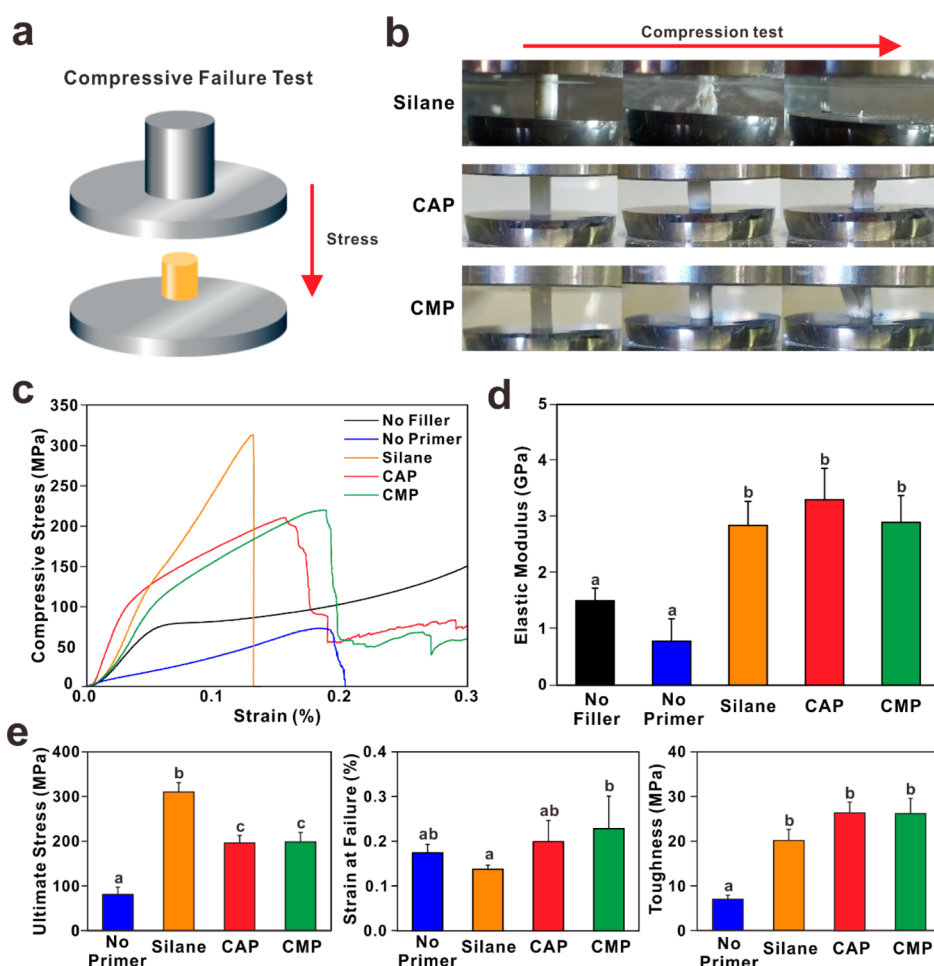 a
Compressive Failure Test
Stress
b
Compression test
Silane
CAP
CMP
c
Compressive Stress (MPa)
350
300
250
200
150
100
50
0
0.0
0.1
0.2
0.3
Strain (%)
No Filler
No Primer
Silane
CAP
CMP
d
Elastic Modulus (GPa)
5
4
3
2
1
0
a
a
b
b
b
No
Filler
No
Primer
Silane
CAP
CMP
e
Ultimate Stress (MPa)
400
300
200
100
0
a
b
c
c
No
Primer
Silane
CAP
CMP
Strain at Failure (%)
0.4
0.3
0.2
0.1
0.0
ab
a
ab
b
No
Primer
Silane
CAP
CMP
Toughness (MPa)
40
30
20
10
0
a
b
b
b
No
Primer
Silane
CAP
CMP